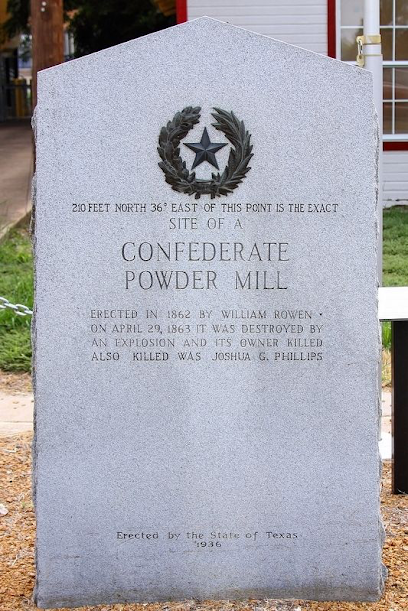 210 FEET NORTH 36° EAST OF THIS POINT IS THE EXACT
SITE OF A
CONFEDERATE
POWDER MILL
ERECTED IN 1862 BY WILLIAM ROWEN •
ON APRIL 29, 1863 IT WAS DESTROYED BY
AN EXPLOSION AND ITS OWNER KILLED
ALSO KILLED WAS JOSHUA G. PHILLIPS
Erected by the State of Texas
1936